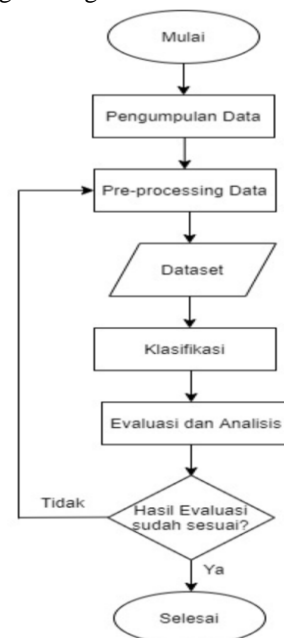 Mulai
Pengumpulan Data
Pre-processing Data
Dataset
Klasifikasi
Evaluasi dan Analisis
Tidak
Hasil Evaluasi
sudah sesuai?
Ya
Selesai